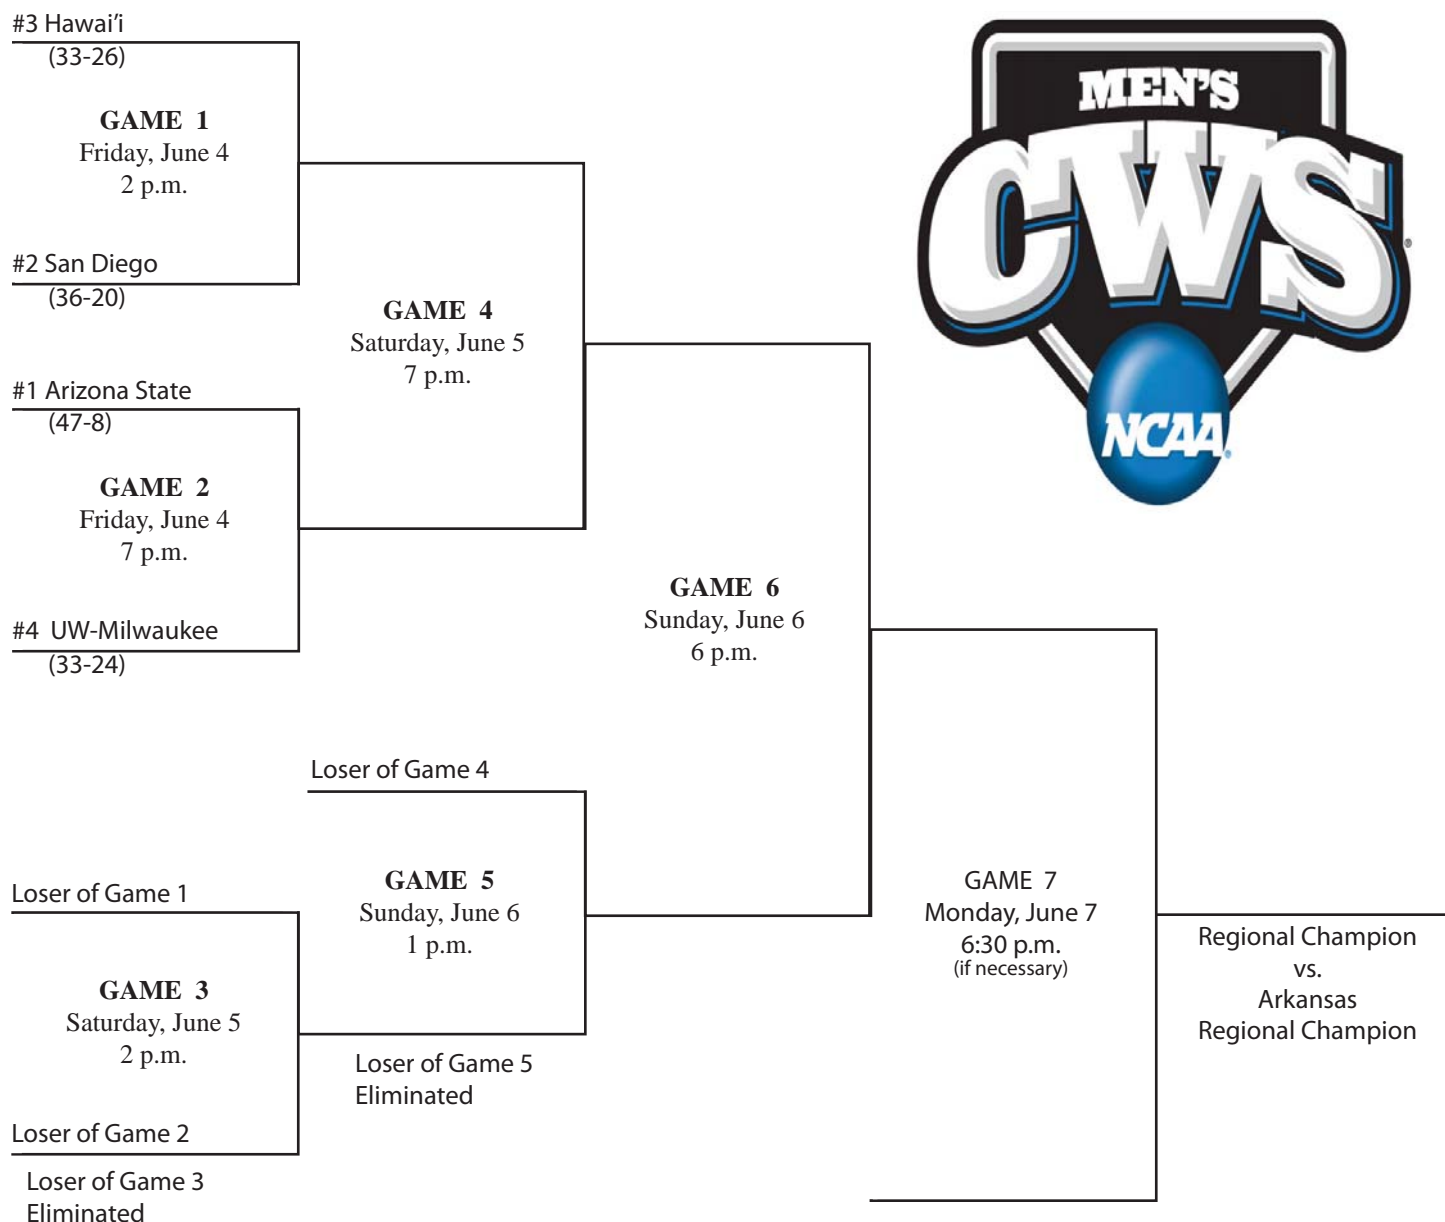 #3 Hawai’i
(33-26)
GAME 1
Friday, June 4
2 p.m.
#2 San Diego
(36-20)
GAME 4
Saturday, June 5
7 p.m.
#1 Arizona State
(47-8)
GAME 2
Friday, June 4
7 p.m.
#4 UW-Milwaukee
(33-24)
GAME 6
Sunday, June 6
6 p.m.
Loser of Game 4
GAME 5
Sunday, June 6
1 p.m.
Loser of Game 1
GAME 3
Saturday, June 5
2 p.m.
Loser of Game 5
Eliminated
Loser of Game 2
Loser of Game 3
Eliminated
GAME 7
Monday, June 7
6:30 p.m.
(if necessary)
Regional Champion
vs.
Arkansas
Regional Champion
MEN'S
CWS®
NCAA®